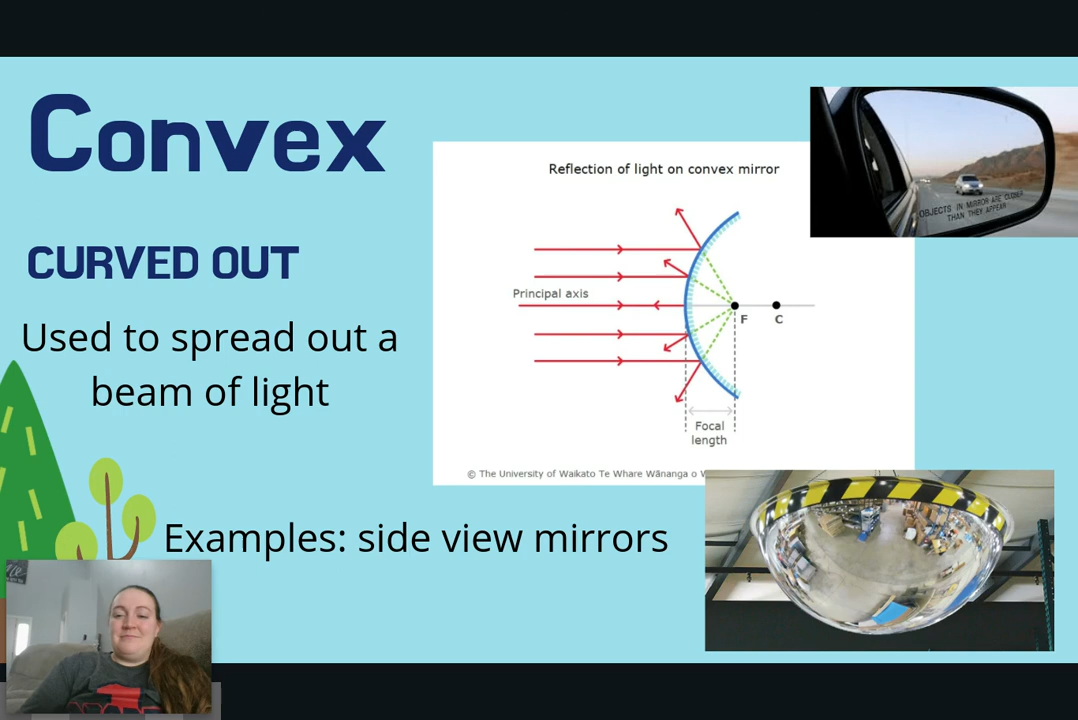 Convex
CURVED OUT
Used to spread out a
beam of light
Reflection of light on convex mirror
Principal axis
F
C
Focal
length
© The University of Waikato Te Whare Wānanga o W
OBJECTS IN MIRROR ARE CLOSER
THAN THEY APPEAR
Examples: side view mirrors